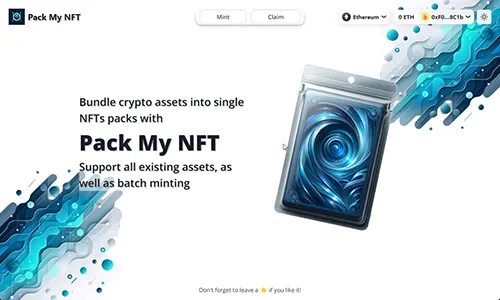 Pack My NFT
Mint
Claim
Ethereum
0 ETH
0xF0...8C1b
Bundle crypto assets into single
NFTs packs with
Pack My NFT
Support all existing assets, as
well as batch minting
Don't forget to leave a ⭐ if you like it!